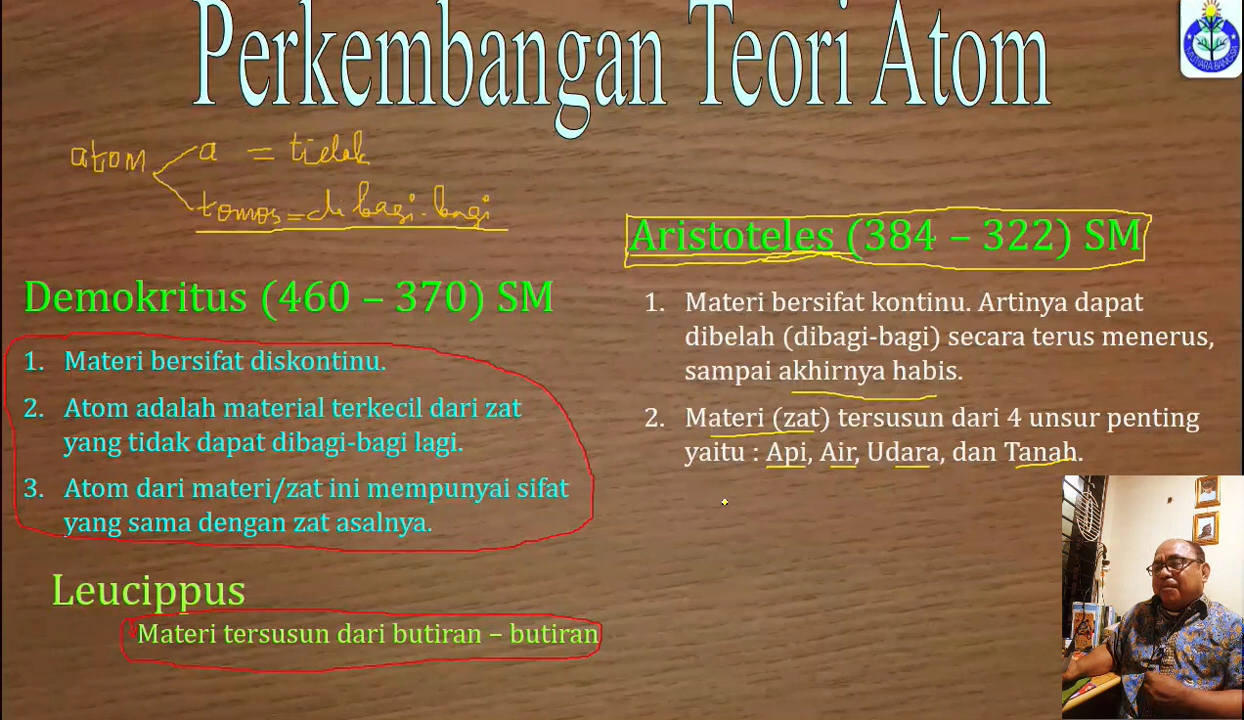 Perkembangan Teori Atom
atom
a = tidak
tomos = di bagi-bagi
Demokritus (460 – 370) SM
1. Materi bersifat diskontinu.
2. Atom adalah material terkecil dari zat
yang tidak dapat dibagi-bagi lagi.
3. Atom dari materi/zat ini mempunyai sifat
yang sama dengan zat asalnya.
Leucippus
Materi tersusun dari butiran – butiran
Aristoteles (384 – 322) SM
1. Materi bersifat kontinu. Artinya dapat
dibelah (dibagi-bagi) secara terus menerus,
sampai akhirnya habis.
2. Materi (zat) tersusun dari 4 unsur penting
yaitu : Api, Air, Udara, dan Tanah.